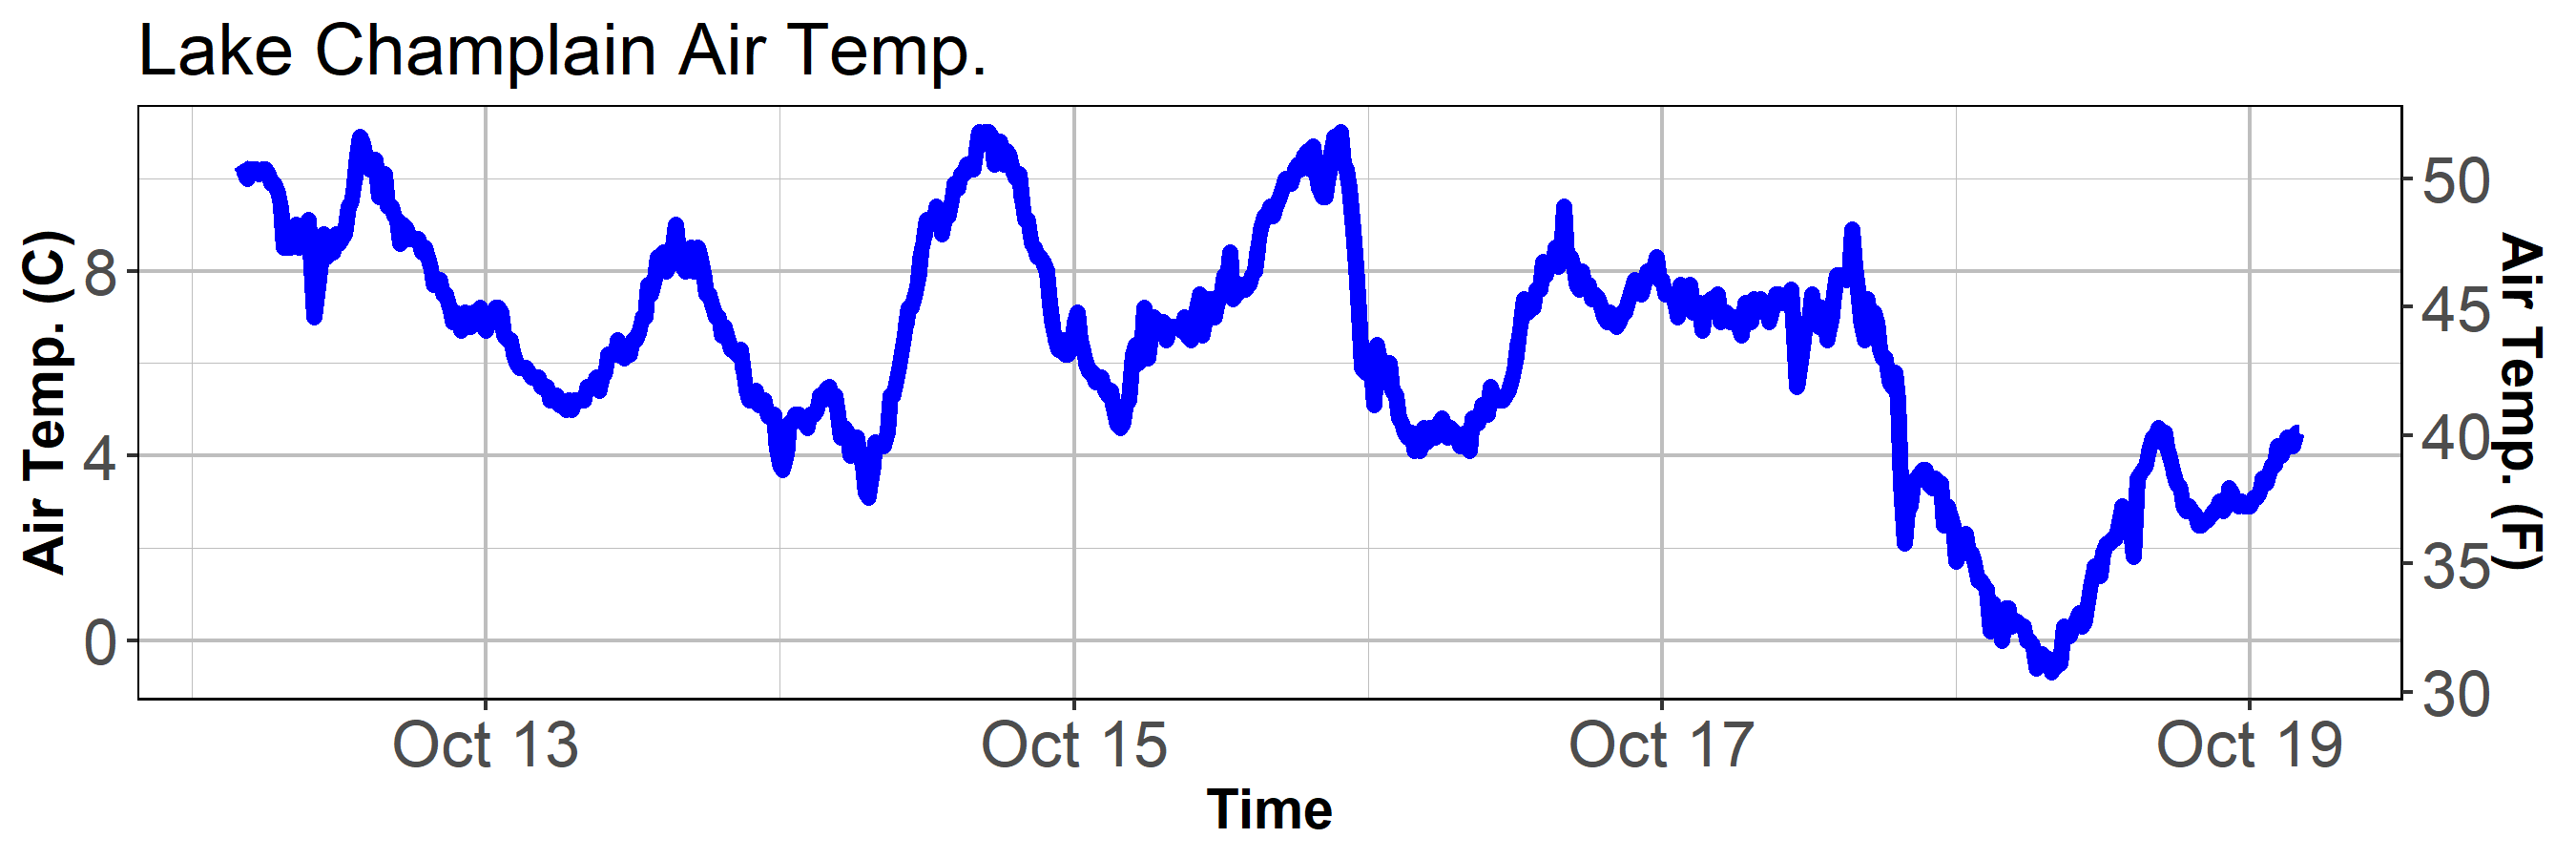 Lake Champlain Air Temp.
Air Temp. (C)
8
4
0
50
45
40
35
30
Air Temp. (F)
Oct 13 Oct 15 Oct 17 Oct 19
Time